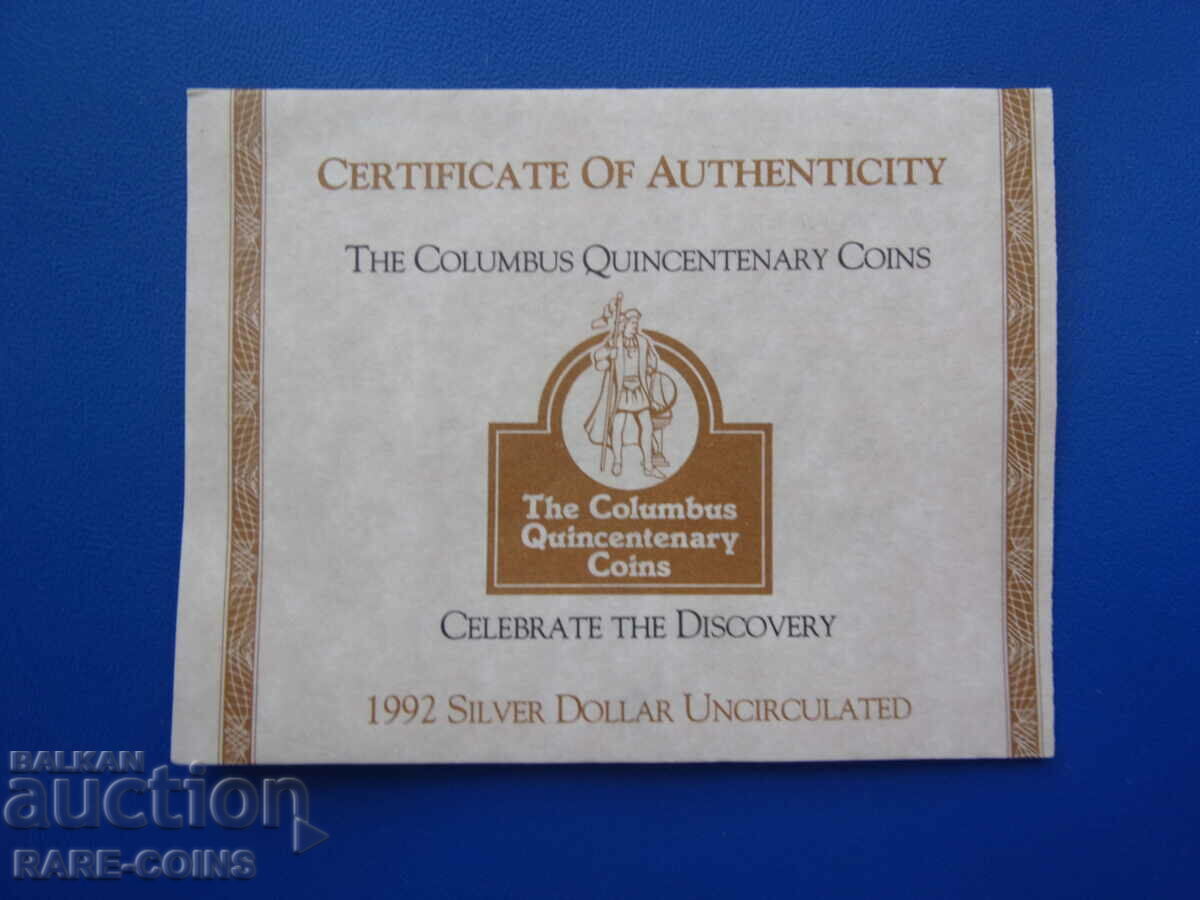 CERTIFICATE OF AUTHENTICITY
THE COLUMBUS QUINCENTENARY COINS
The Columbus
Quincentenary
Coins
CELEBRATE THE DISCOVERY
1992 SILVER DOLLAR UNCIRCULATED
BALKAN
auction
RARE-COINS